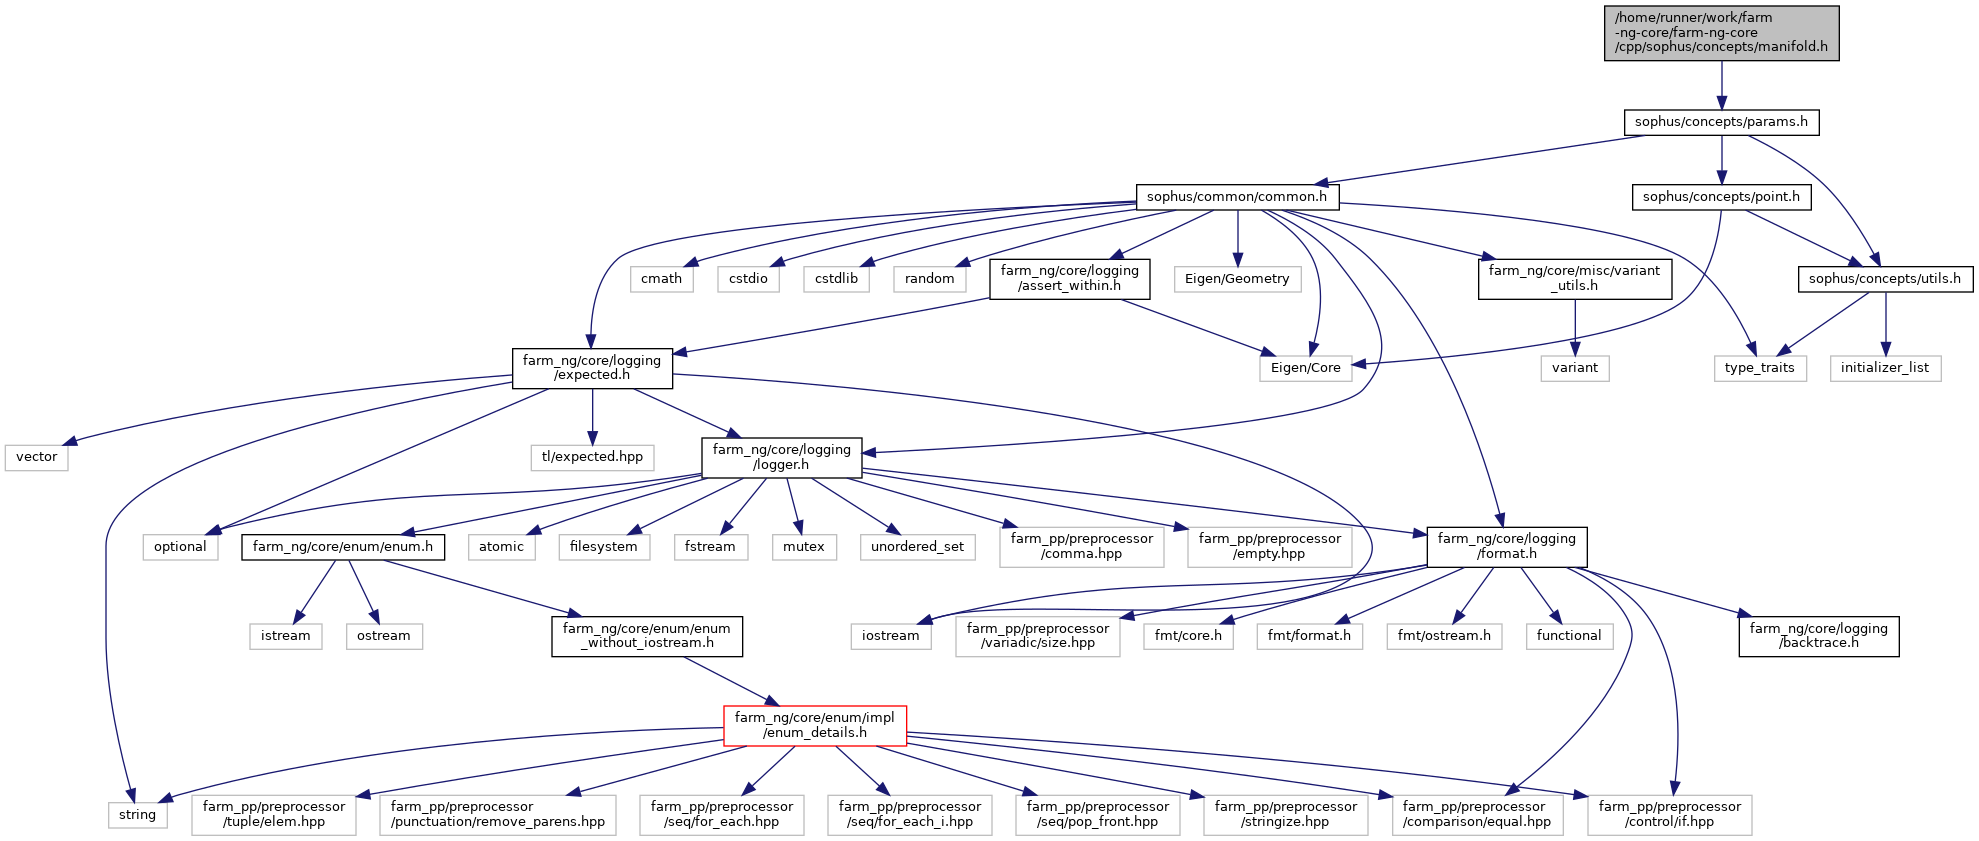 /home/runner/work/farm
-ng-core/farm-ng-core
/cpp/sophus/concepts/manifold.h
sophus/concepts/params.h
sophus/common/common.h
sophus/concepts/point.h
cmath
cstdio
cstdlib
random
farm_ng/core/logging
/assert_within.h
Eigen/Geometry
farm_ng/core/misc/variant
_utils.h
sophus/concepts/utils.h
farm_ng/core/logging
/expected.h
Eigen/Core
variant
type_traits
initializer_list
vector
tl/expected.hpp
farm_ng/core/logging
/logger.h
optional
farm_ng/core/enum/enum.h
atomic
filesystem
fstream
mutex
unordered_set
farm_pp/preprocessor
/comma.hpp
farm_pp/preprocessor
/empty.hpp
farm_ng/core/logging
/format.h
istream
ostream
farm_ng/core/enum/enum
_without_iostream.h
iostream
farm_pp/preprocessor
/variadic/size.hpp
fmt/core.h
fmt/format.h
fmt/ostream.h
functional
farm_ng/core/logging
/backtrace.h
farm_ng/core/enum/impl
/enum_details.h
string
farm_pp/preprocessor
/tuple/elem.hpp
farm_pp/preprocessor
/punctuation/remove_parens.hpp
farm_pp/preprocessor
/seq/for_each.hpp
farm_pp/preprocessor
/seq/for_each_i.hpp
farm_pp/preprocessor
/seq/pop_front.hpp
farm_pp/preprocessor
/stringize.hpp
farm_pp/preprocessor
/comparison/equal.hpp
farm_pp/preprocessor
/control/if.hpp